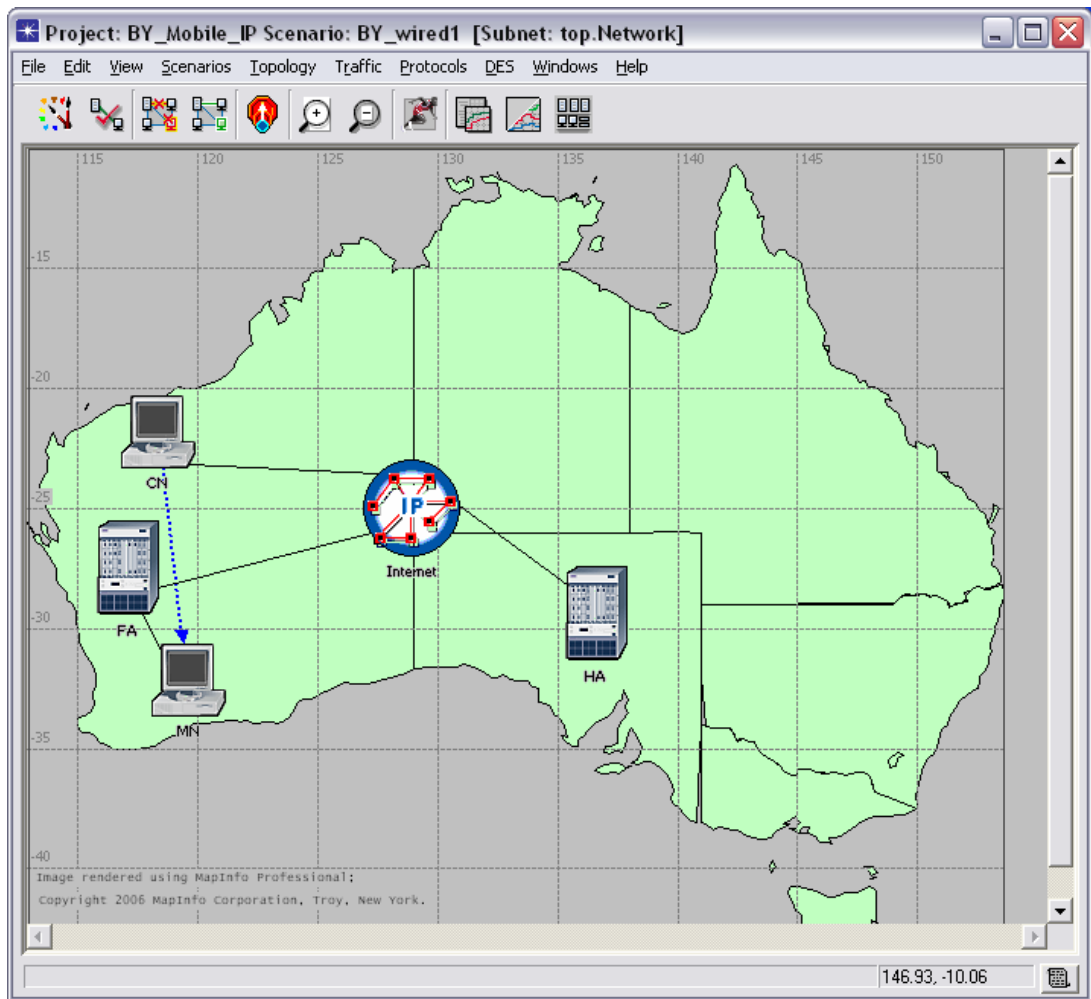 Project: BY_Mobile_IP Scenario: BY_wired1 [Subnet: top.Network]
File Edit View Scenarios Topology Traffic Protocols DES Windows Help
115 120 125 130 135 140 145 150
-15
-20
CN
-25
IP
Internet
FA
-30
HA
MN
-35
-40
Image rendered using MapInfo Professional;
Copyright 2006 MapInfo Corporation, Troy, New York.
146.93, -10.06